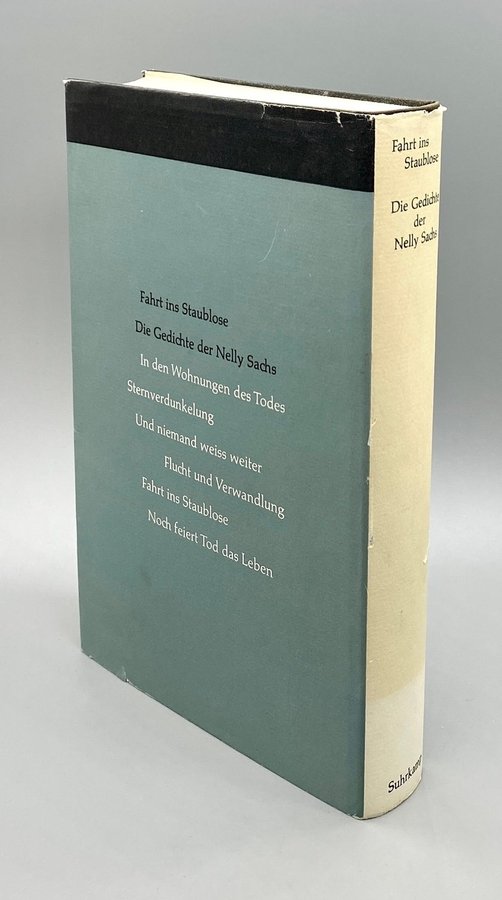 Fahrt ins Staublose
Die Gedichte der Nelly Sachs
In den Wohnungen des Todes
Sternverdunkelung
Und niemand weiss weiter
Flucht und Verwandlung
Fahrt ins Staublose
Noch feiert Tod das Leben
Fahrt ins
Staublose
Die Gedichte
der
Nelly Sachs
Suhrkamp